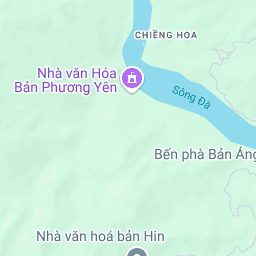 CHIỀNG HOA
Nhà văn Hóa
Bản Phương Yên
Sông Đà
Bến phà Bản Áng
Nhà văn hoá bản Hin